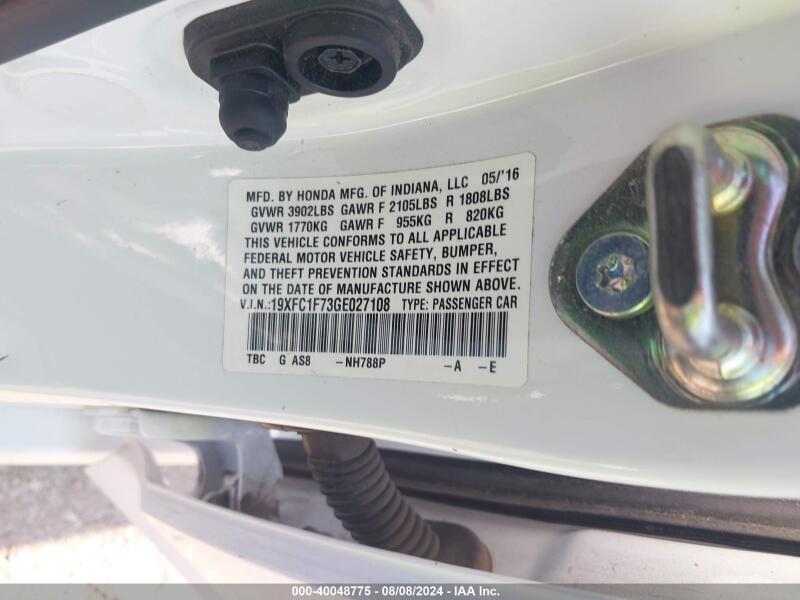 MFD. BY HONDA MFG. OF INDIANA, LLC 05/'16
GVWR 3902LBS GAWR F 2105LBS R 1808LBS
GVWR 1770KG GAWR F 955KG R 820KG
THIS VEHICLE CONFORMS TO ALL APPLICABLE
FEDERAL MOTOR VEHICLE SAFETY, BUMPER,
AND THEFT PREVENTION STANDARDS IN EFFECT
ON THE DATE OF MANUFACTURE SHOWN ABOVE.
V.I.N.:19XFC1F73GE027108 TYPE: PASSENGER CAR
TBC G AS8 -NH788P -A -E
000-40048775 - 08/08/2024 - IAA Inc.